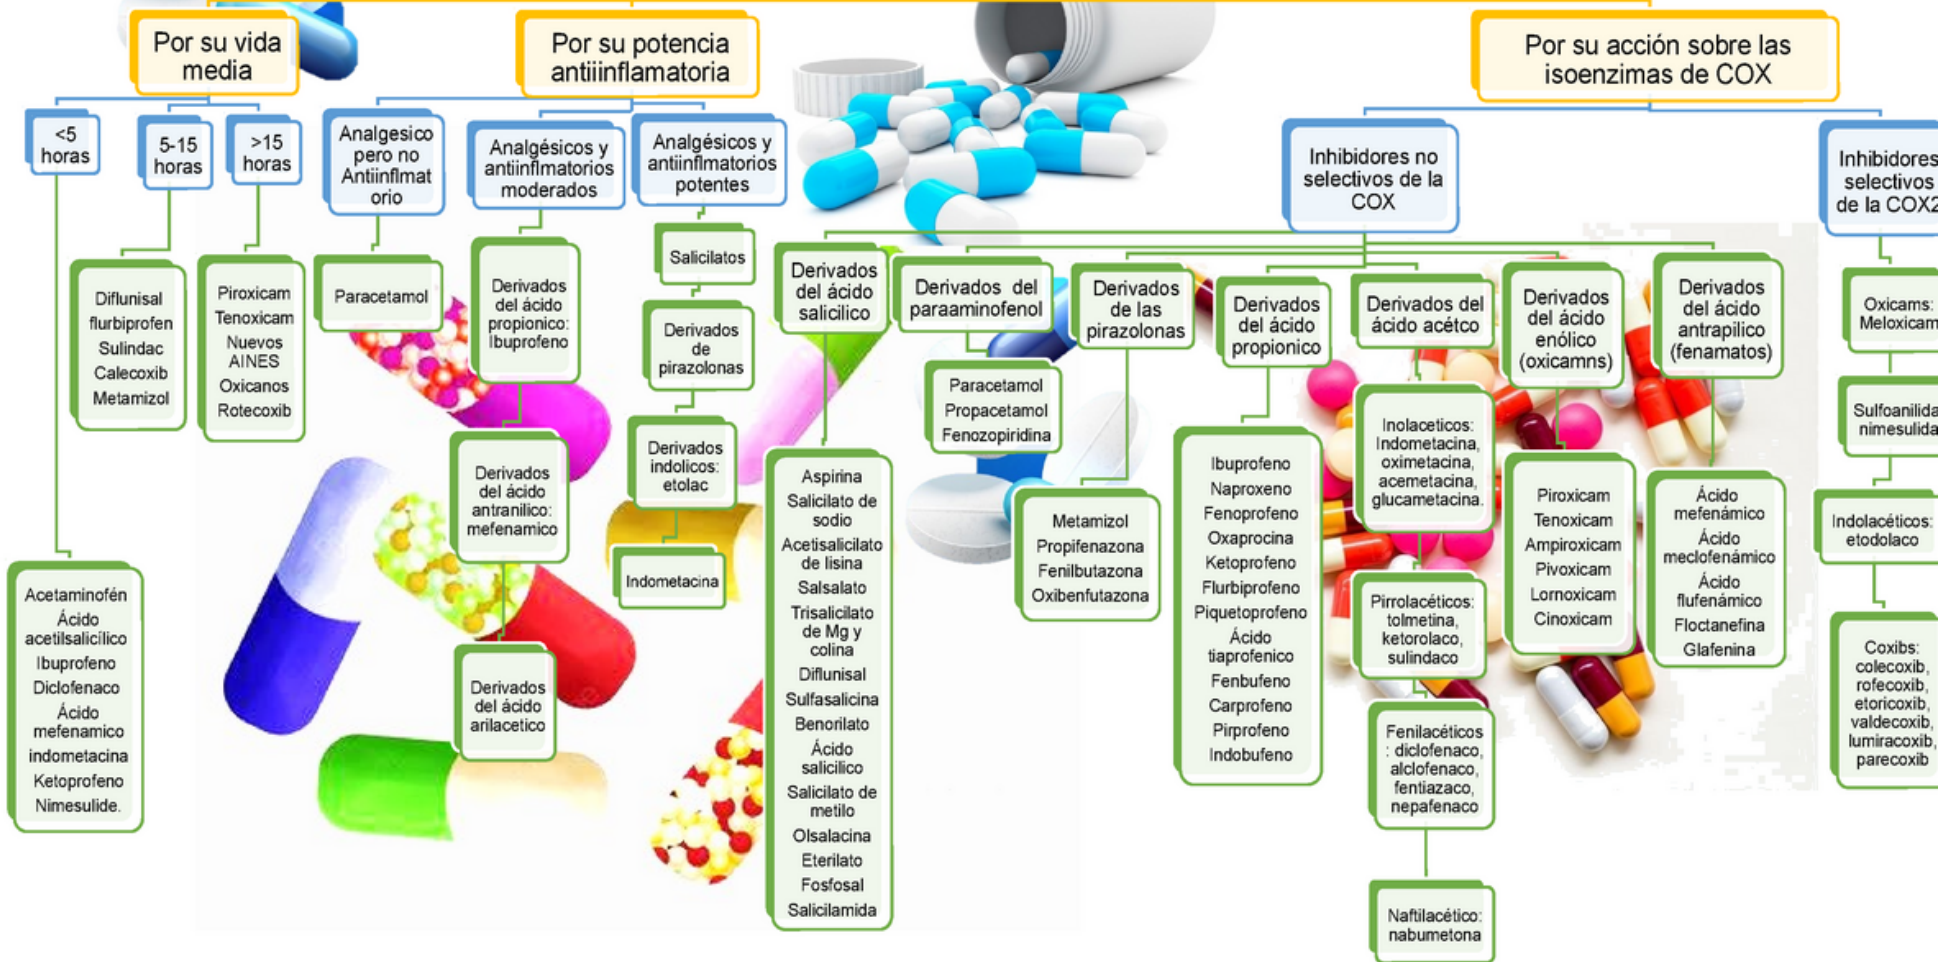 Por su vida
media
Por su potencia
antiiinflamatoria
Por su acción sobre las
isoenzimas de COX
<5
horas
5-15
horas
>15
horas
Analgesico
pero no
Antiinflmat
orio
Analgésicos y
antiinflmatorios
moderados
Analgésicos y
antiinflmatorios
potentes
Inhibidores no
selectivos de la
COX
Inhibidores
selectivos
de la COX2
Acetaminofén
Ácido
acetilsalicílico
Ibuprofeno
Diclofenaco
Ácido
mefenamico
indometacina
Ketoprofeno
Nimesulide.
Diflunisal
flurbiprofen
Sulindac
Calecoxib
Metamizol
Piroxicam
Tenoxicam
Nuevos
AINES
Oxicanos
Rotecoxib
Paracetamol
Derivados
del ácido
propionico:
Ibuprofeno
Derivados
del ácido
antranilico:
mefenamico
Derivados
del ácido
arilacetico
Salicilatos
Derivados
de
pirazolonas
Derivados
indolicos:
etolac
Indometacina
Derivados
del ácido
salicilico
Aspirina
Salicilato de
sodio
Acetisalicilato
de lisina
Salsalato
Trisalicilato
de Mg y
colina
Diflunisal
Sulfasalicina
Benorilato
Ácido
salicilico
Salicilato de
metilo
Olsalacina
Eterilato
Fosfosal
Salicilamida
Derivados del
paraaminofenol
Paracetamol
Propacetamol
Fenozopiridina
Derivados
de las
pirazolonas
Metamizol
Propifenazona
Fenilbutazona
Oxibenfutazona
Derivados
del ácido
propionico
Ibuprofeno
Naproxeno
Fenoprofeno
Oxaprocina
Ketoprofeno
Flurbiprofeno
Piquetoprofeno
Ácido
tiaprofenico
Fenbufeno
Carprofeno
Pirprofeno
Indobufeno
Derivados del
ácido acétco
Inolaceticos:
Indometacina,
oximetacina,
acemetacina,
glucametacina.
Pirrolacéticos:
tolmetina,
ketorolaco,
sulindaco
Fenilacéticos
: diclofenaco,
alclofenaco,
fentiazaco,
nepafenaco
Naftilacético:
nabumetona
Derivados
del ácido
enólico
(oxicamns)
Piroxicam
Tenoxicam
Ampiroxicam
Pivoxicam
Lornoxicam
Cinoxicam
Derivados
del ácido
antrapilico
(fenamatos)
Ácido
mefenámico
Ácido
meclofenámico
Ácido
flufenámico
Floctanefina
Glafenina
Oxicams:
Meloxicam
Sulfoanilida
nimesulida
Indolacéticos:
etodolaco
Coxibs:
colecoxib,
rofecoxib,
etoricoxib,
valdecoxib,
lumiracoxib,
parecoxib